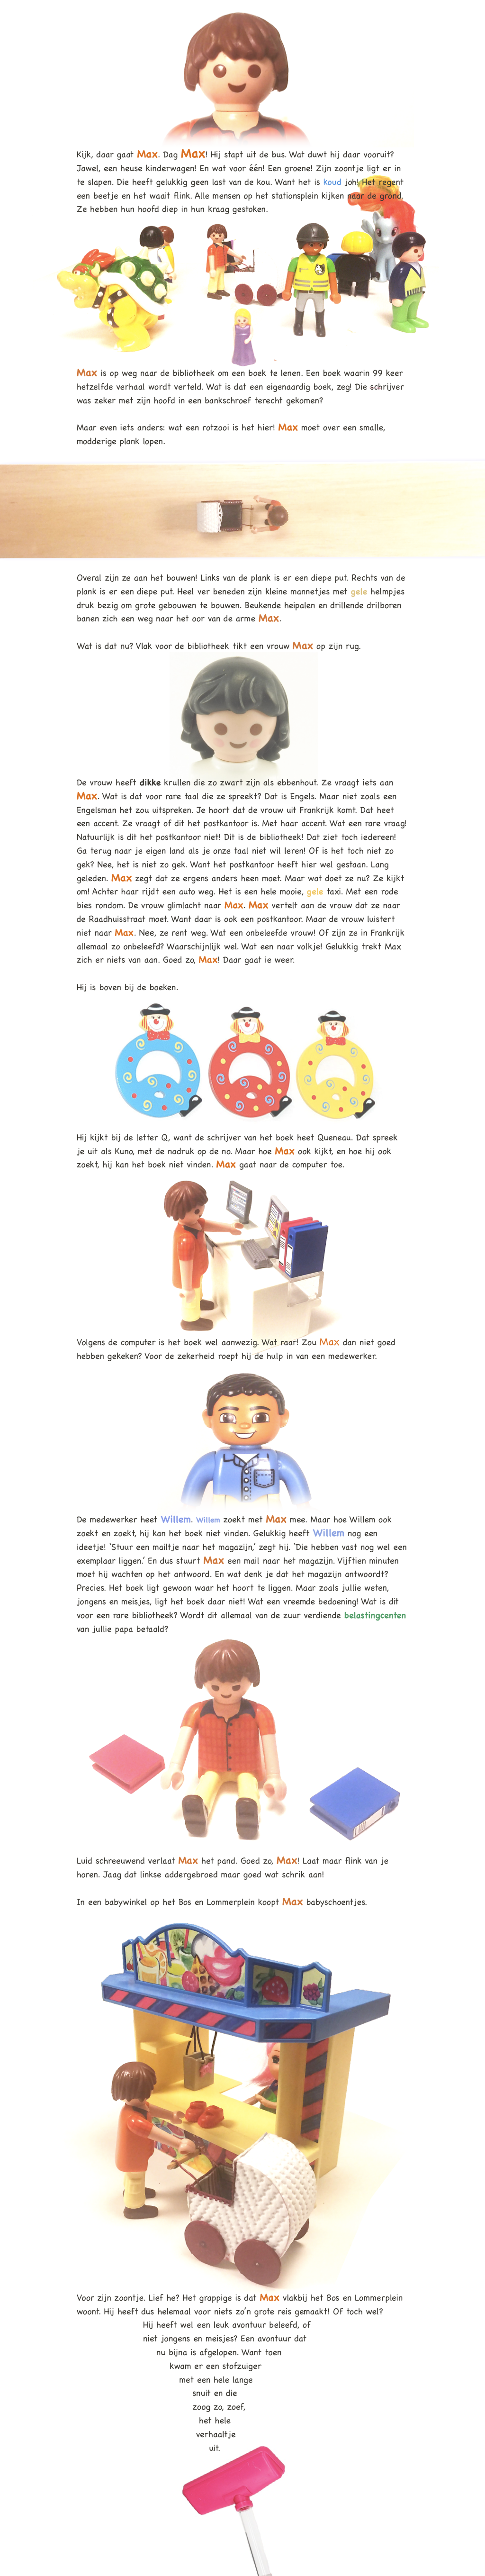 Kijk, daar gaat Max. Dag Max! Hij stapt uit de bus. Wat duwt hij daar vooruit?
Jawel, een heuse kinderwagen! En wat voor één! Een groene! Zijn zoontje ligt er in
te slapen. Die heeft gelukkig geen last van de kou. Want het is koud joh! Het regent
een beetje en het waait flink. Alle mensen op het stationsplein kijken naar de grond.
Ze hebben hun hoofd diep in hun kraag gestoken.
Max is op weg naar de bibliotheek om een boek te lenen. Een boek waarin 99 keer
hetzelfde verhaal wordt verteld. Wat is dat een eigenaardig boek, zeg! Die schrijver
was zeker met zijn hoofd in een bankschroef terecht gekomen?
Maar even iets anders: wat een rotzooi is het hier! Max moet over een smalle,
modderige plank lopen.
Overal zijn ze aan het bouwen! Links van de plank is er een diepe put. Rechts van de
plank is er een diepe put. Heel ver beneden zijn kleine mannetjes met gele helmpjes
druk bezig om grote gebouwen te bouwen. Beukende heipalen en drillende drilboren
banen zich een weg naar het oor van de arme Max.
Wat is dat nu? Vlak voor de bibliotheek tikt een vrouw Max op zijn rug.
De vrouw heeft dikke krullen die zo zwart zijn als ebbenhout. Ze vraagt iets aan
Max. Wat is dat voor rare taal die ze spreekt? Dat is Engels. Maar niet zoals een
Engelsman het zou uitspreken. Je hoort dat de vrouw uit Frankrijk komt. Dat heet
een accent. Ze vraagt of dit het postkantoor is. Met haar accent. Wat een rare vraag!
Natuurlijk is dit het postkantoor niet! Dit is de bibliotheek! Dat ziet toch iedereen!
Ga terug naar je eigen land als je onze taal niet wil leren! Of is het toch niet zo
gek? Nee, het is niet zo gek. Want het postkantoor heeft hier wel gestaan. Lang
geleden. Max zegt dat ze ergens anders heen moet. Maar wat doet ze nu? Ze kijkt
om! Achter haar rijdt een auto weg. Het is een hele mooie, gele taxi. Met een rode
bies rondom. De vrouw glimlacht naar Max. Max vertelt aan de vrouw dat ze naar
de Raadhuisstraat moet. Want daar is ook een postkantoor. Maar de vrouw luistert
niet naar Max. Nee, ze rent weg. Wat een onbeleefde vrouw! Of zijn ze in Frankrijk
allemaal zo onbeleefd? Waarschijnlijk wel. Wat een naar volkje! Gelukkig trekt Max
zich er niets van aan. Goed zo, Max! Daar gaat ie weer.
Hij is boven bij de boeken.
Hij kijkt bij de letter Q, want de schrijver van het boek heet Queneau. Dat spreek
je uit als Kuno, met de nadruk op de no. Maar hoe Max ook kijkt, en hoe hij ook
zoekt, hij kan het boek niet vinden. Max gaat naar de computer toe.
Volgens de computer is het boek wel aanwezig. Wat raar! Zou Max dan niet goed
hebben gekeken? Voor de zekerheid roept hij de hulp in van een medewerker.
De medewerker heet Willem. Willem zoekt met Max mee. Maar hoe Willem ook
zoekt en zoekt, hij kan het boek niet vinden. Gelukkig heeft Willem nog een
ideetje! ‘Stuur een mailtje naar het magazijn,’ zegt hij. ‘Die hebben vast nog wel een
exemplaar liggen.’ En dus stuurt Max een mail naar het magazijn. Vijftien minuten
moet hij wachten op het antwoord. En wat denk je dat het magazijn antwoordt?
Precies. Het boek ligt gewoon waar het hoort te liggen. Maar zoals jullie weten,
jongens en meisjes, ligt het boek daar niet! Wat een vreemde bedoening! Wat is dit
voor een rare bibliotheek? Wordt dit allemaal van de zuur verdiende belastingcenten
van jullie papa betaald?
Luid schreeuwend verlaat Max het pand. Goed zo, Max! Laat maar flink van je
horen. Jaag dat linkse addergebroed maar goed wat schrik aan!
In een babywinkel op het Bos en Lommerplein koopt Max babyschoentjes.
Voor zijn zoontje. Lief he? Het grappige is dat Max vlakbij het Bos en Lommerplein
woont. Hij heeft dus helemaal voor niets zo’n grote reis gemaakt! Of toch wel?
Hij heeft wel een leuk avontuur beleefd, of
niet jongens en meisjes? Een avontuur dat
nu bijna is afgelopen. Want toen
kwam er een stofzuiger
met een hele lange
snuit en die
zoog zo, zoef,
het hele
verhaaltje
uit.